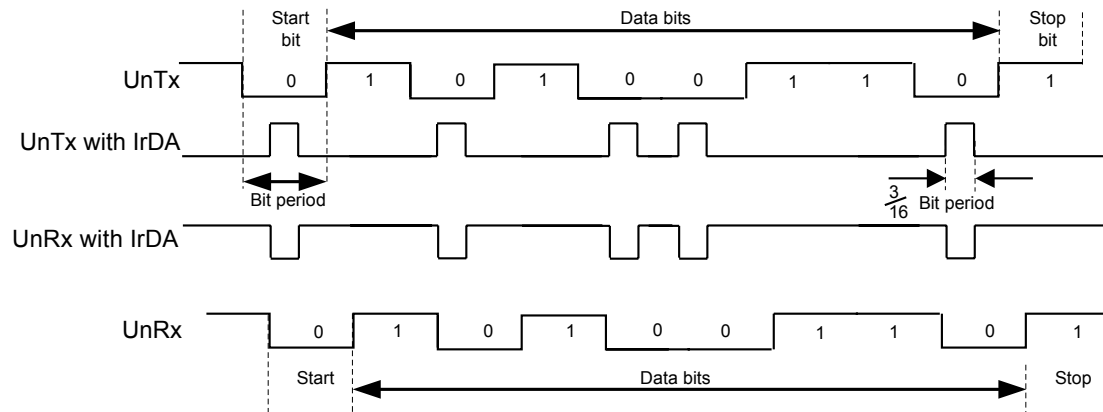 Start
bit
Data bits
Stop
bit
UnTx
0 1 0 1 0 0 1 1 0 1
UnTx with IrDA
Bit period
3/16 Bit period
UnRx with IrDA
UnRx
0 1 0 1 0 0 1 1 0 1
Start Data bits Stop